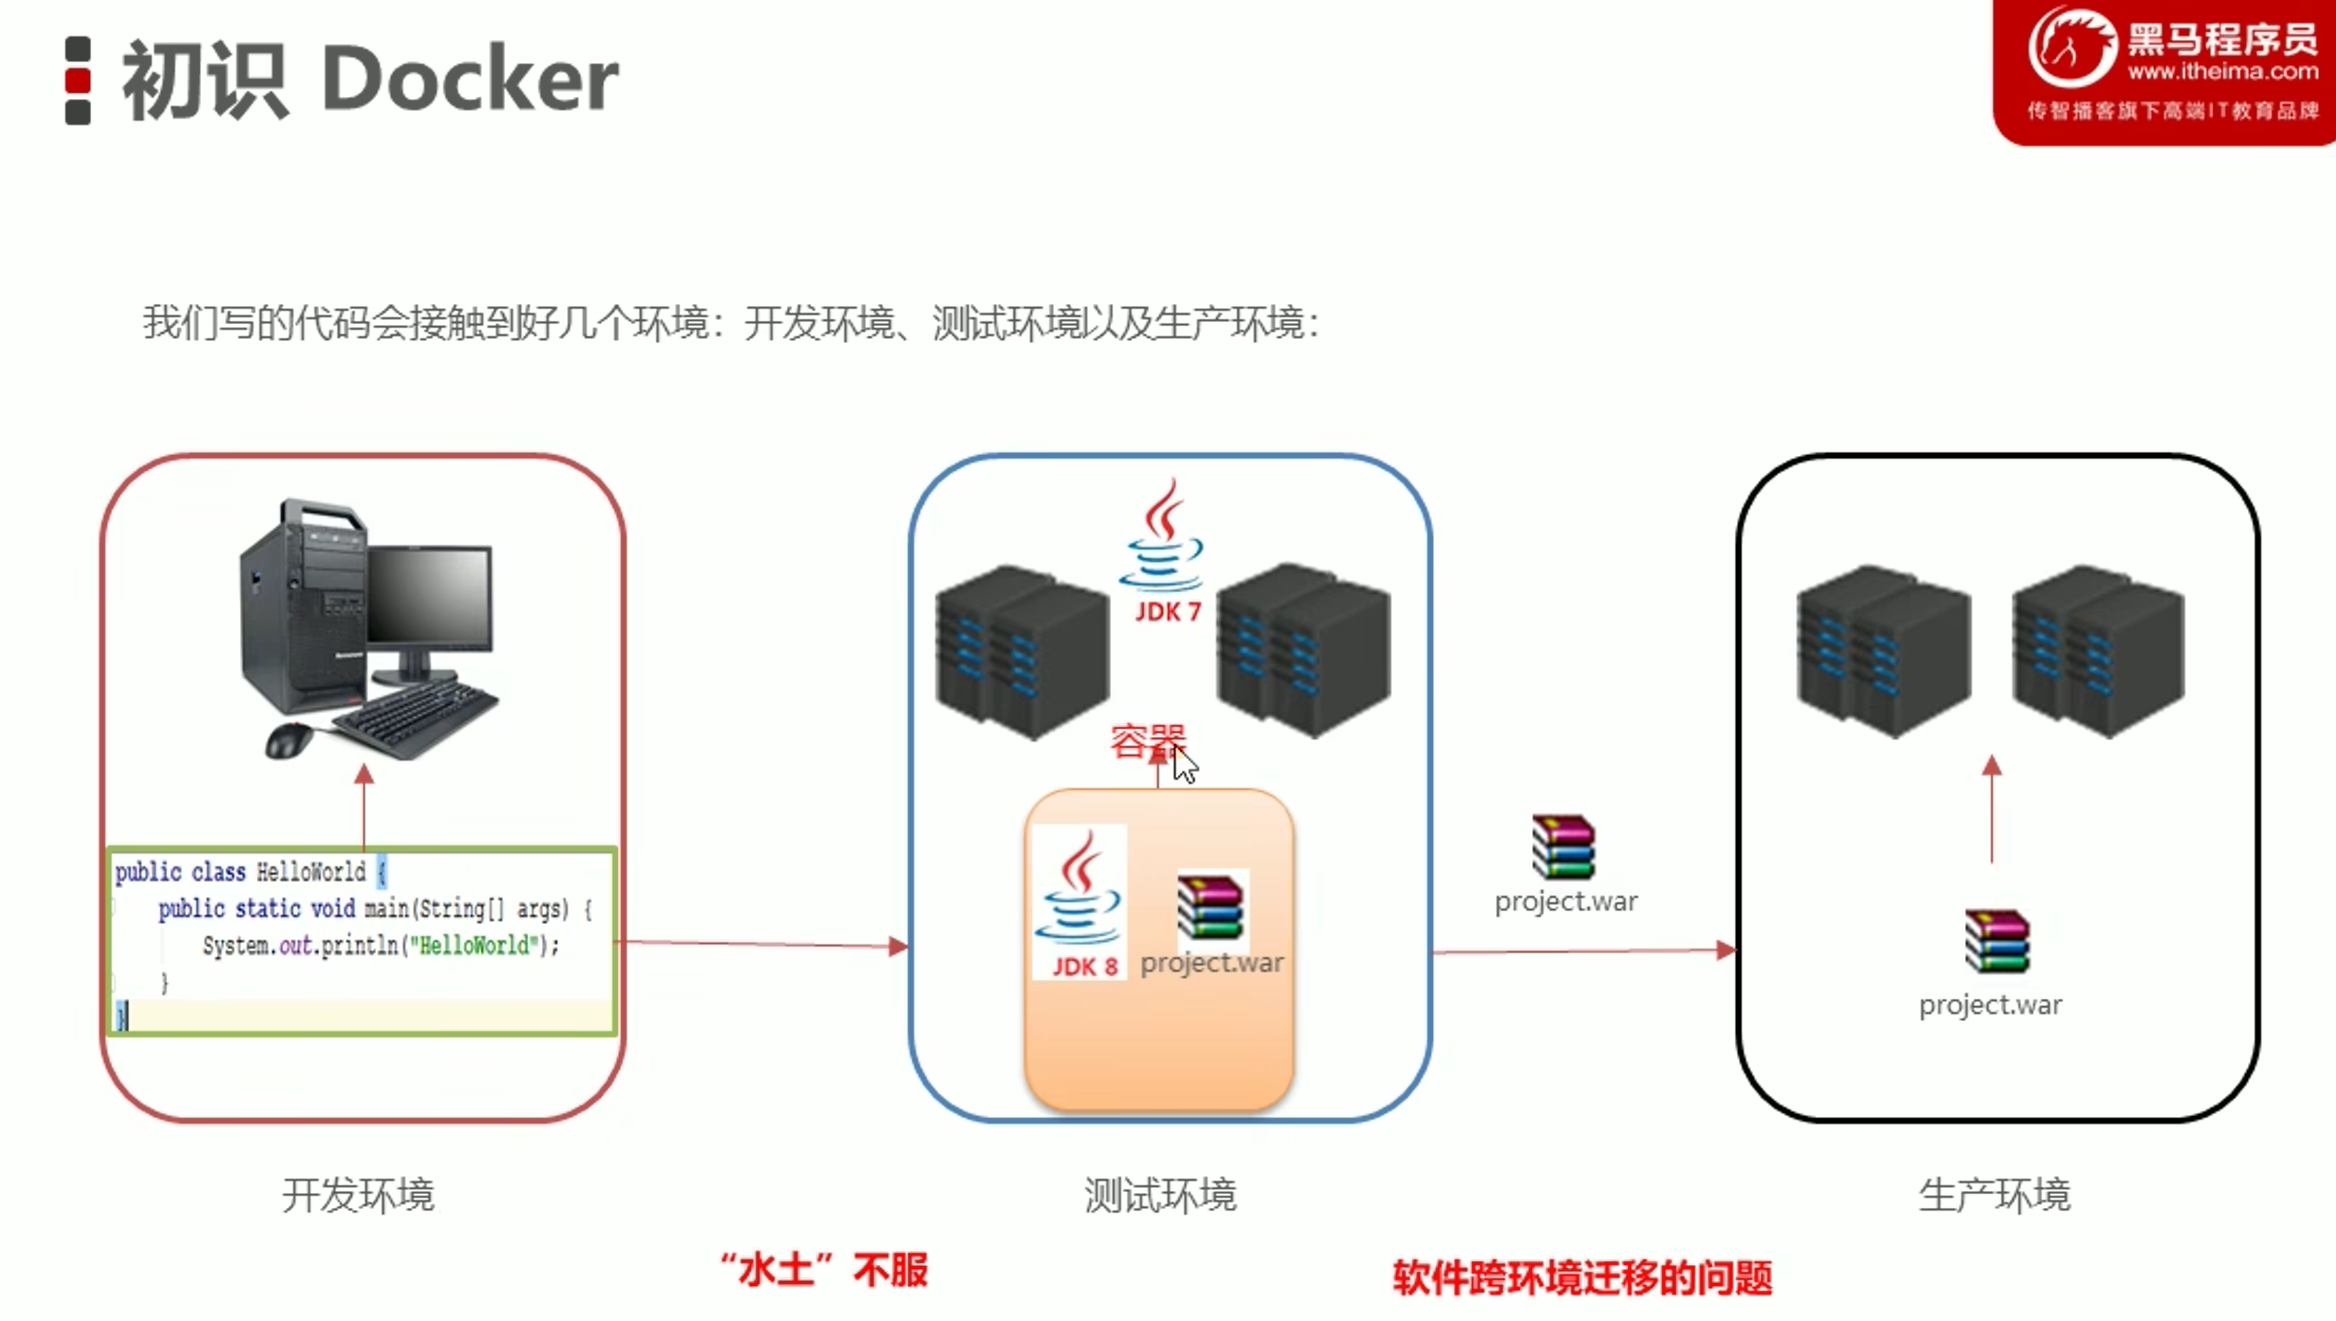 初识 Docker
黑马程序员
www.itheima.com
传智播客旗下高端IT教育品牌
我们写的代码会接触到好几个环境：开发环境、测试环境以及生产环境：
public class HelloWorld {
public static void main(String[] args) {
System.out.println("HelloWorld");
}
}
JDK 7
容器
JDK 8
project.war
project.war
project.war
开发环境
测试环境
生产环境
“水土”不服
软件跨环境迁移的问题